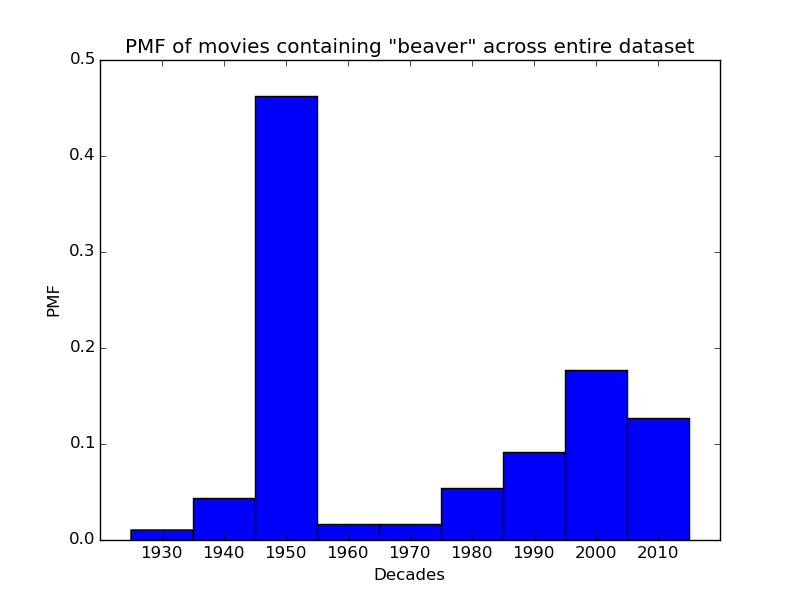 PMF of movies containing "beaver" across entire dataset
0.5
0.4
0.3
0.2
0.1
0.0
PMF
1930 1940 1950 1960 1970 1980 1990 2000 2010
Decades